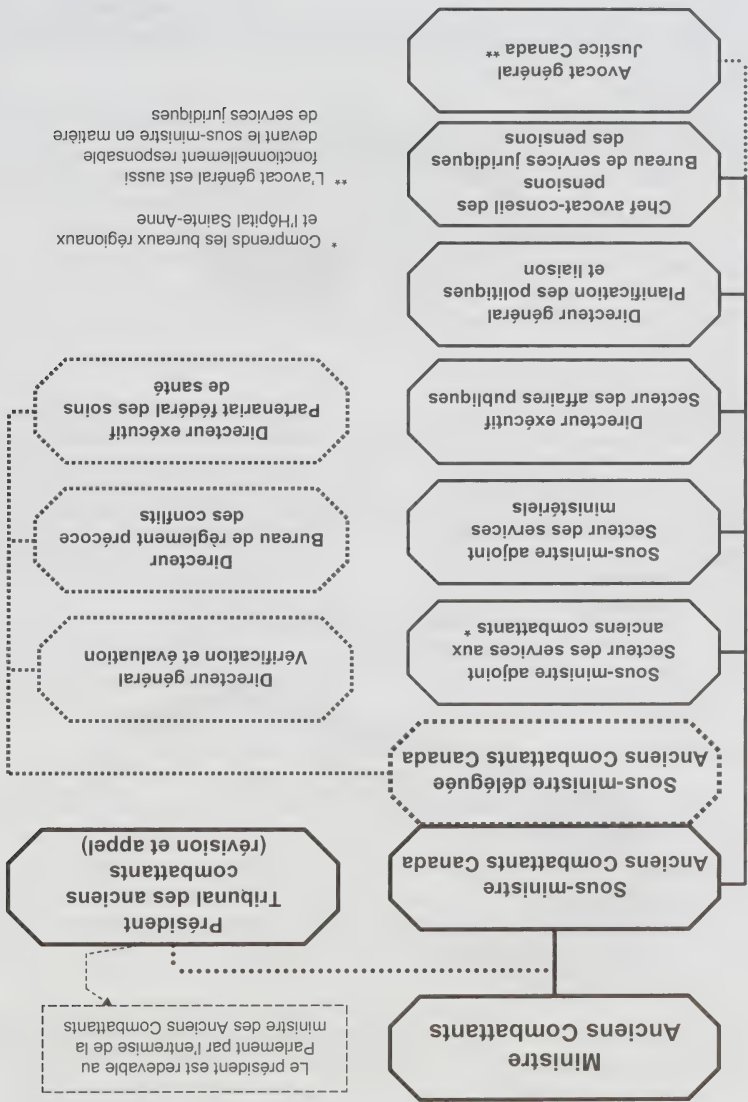 Ministre
Anciens Combattants
Le président est redevable au
Parlement par l'entremise de la
ministre des Anciens Combattants
Sous-ministre
Anciens Combattants Canada
Président
Tribunal des anciens
combattants
(révision et appel)
Sous-ministre déléguée
Anciens Combattants Canada
Sous-ministre adjoint
Secteur des services aux
anciens combattants *
Sous-ministre adjoint
Secteur des services
ministériels
Directeur exécutif
Secteur des affaires publiques
Directeur général
Planification des politiques
et liaison
Chef avocat-conseil des
pensions
Bureau de services juridiques
des pensions
Avocat général
Justice Canada **
Directeur général
Vérification et évaluation
Directeur
Bureau de règlement précoce
des conflits
Directeur exécutif
Partenariat fédéral des soins
de santé
* Comprends les bureaux régionaux
et l'Hôpital Sainte-Anne
** L'avocat général est aussi
fonctionnellement responsable
devant le sous-ministre en matière
de services juridiques